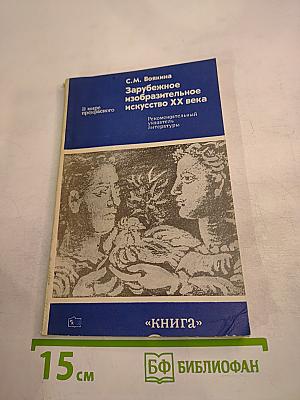 С.М. Воякина
Зарубежное
изобразительное
искусство XX века
В мире
прекрасного
Рекомендательный
указатель
литературы
«КНИГА»
15 см
БФ БИБЛИОФАН